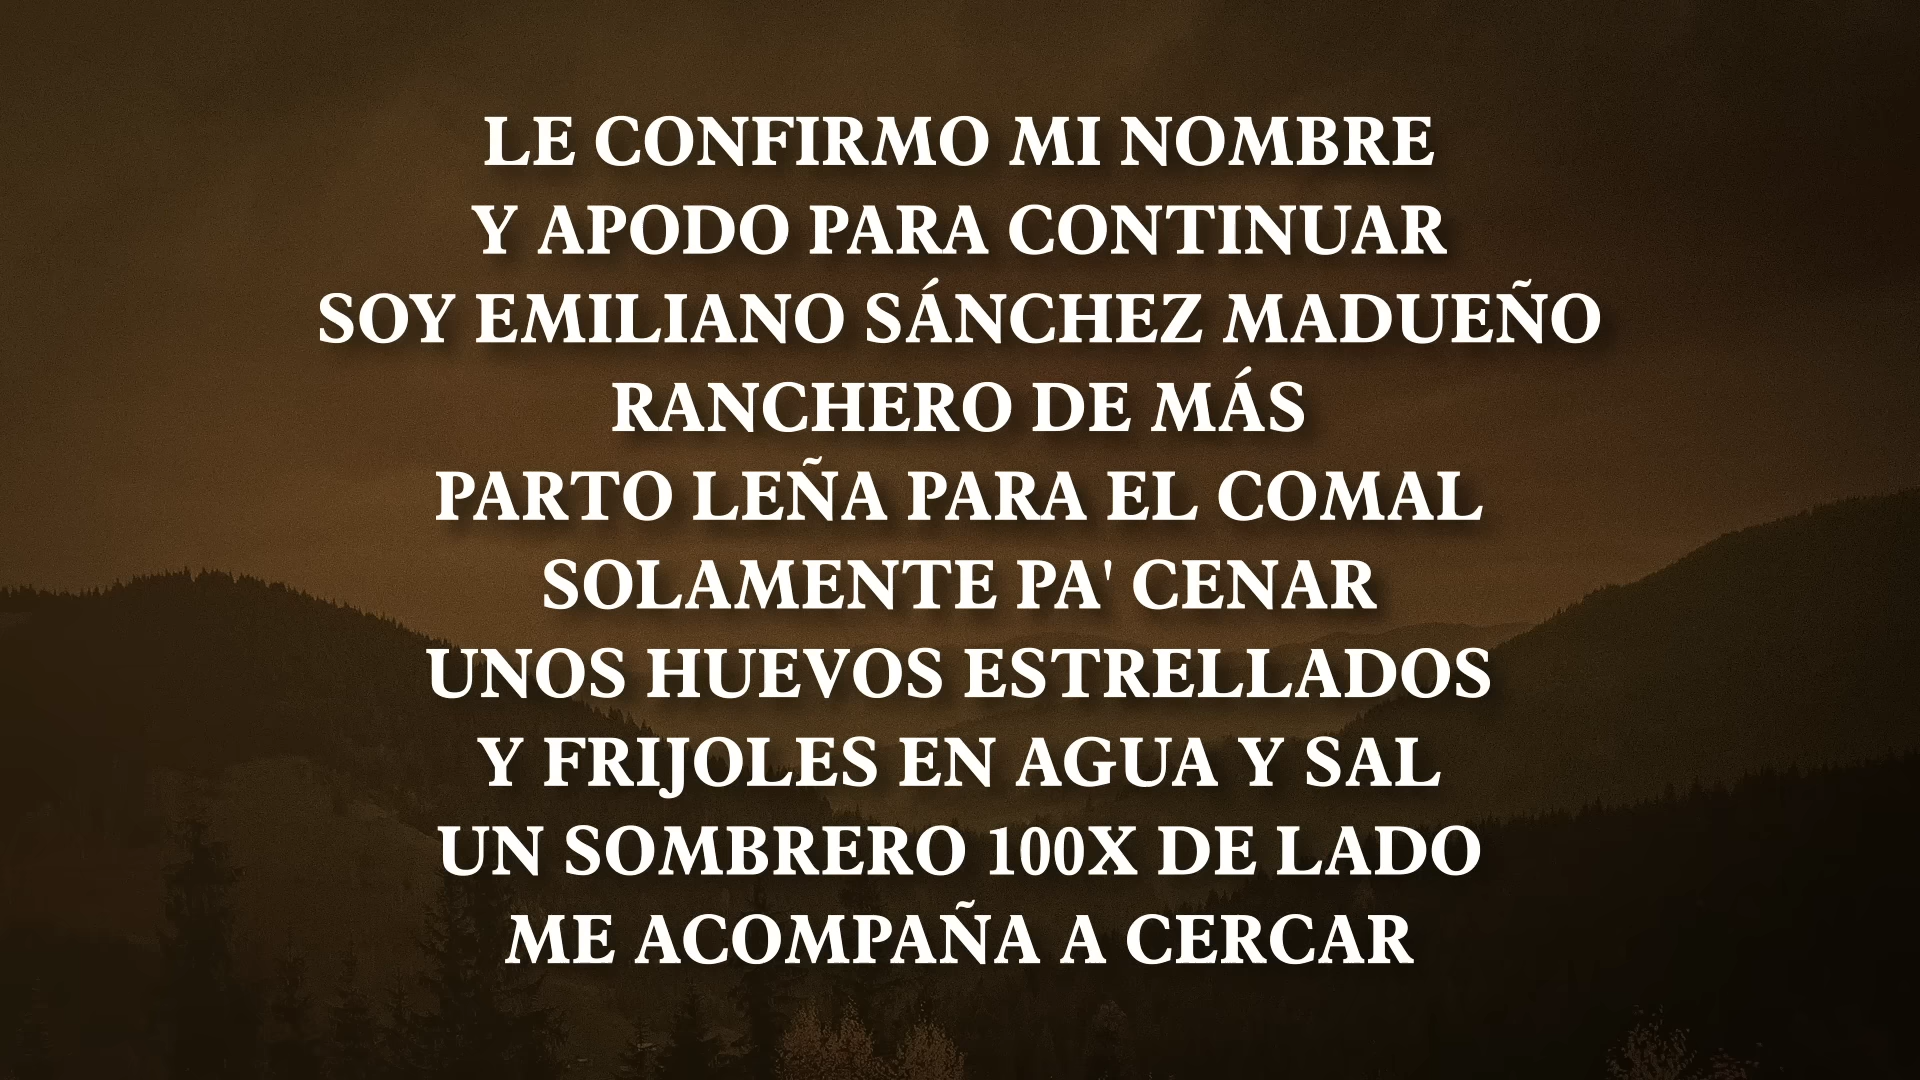 LE CONFIRMO MI NOMBRE
Y APODO PARA CONTINUAR
SOY EMILIANO SÁNCHEZ MADUEÑO
RANCHERO DE MÁS
PARTO LEÑA PARA EL COMAL
SOLAMENTE PA' CENAR
UNOS HUEVOS ESTRELLADOS
Y FRIJOLES EN AGUA Y SAL
UN SOMBRERO 100X DE LADO
ME ACOMPAÑA A CERCAR